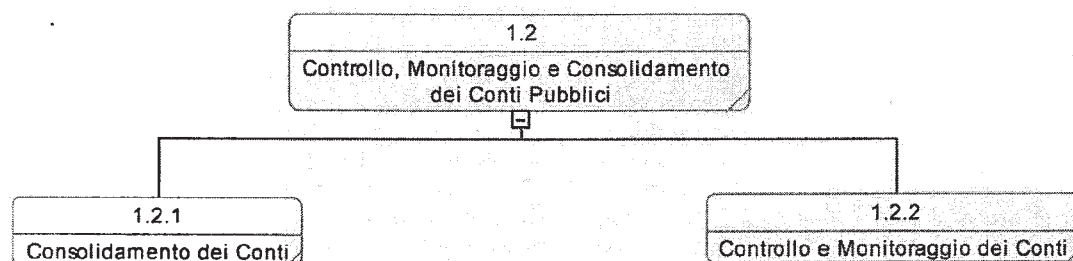 1.2
Controllo, Monitoraggio e Consolidamento
dei Conti Pubblici
1.2.1
Consolidamento dei Conti
1.2.2
Controllo e Monitoraggio dei Conti